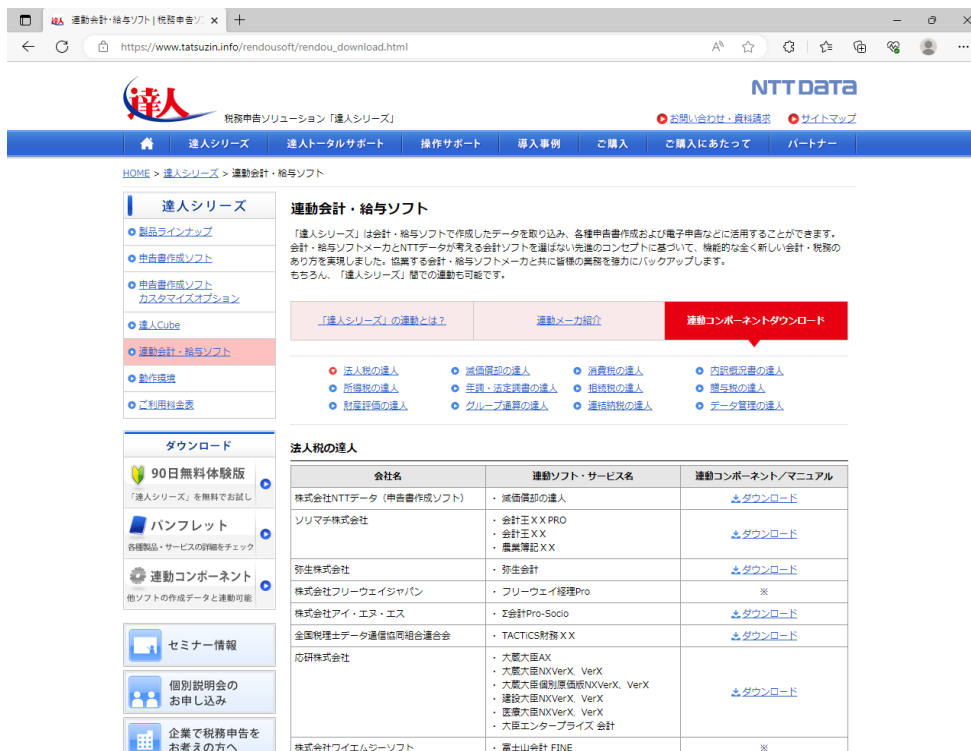 達人 連動会計・給与ソフト | 税務申告ソ
https://www.tatsuzin.info/rendousoft/rendou_download.html
達人
税務申告ソリューション「達人シリーズ」
NTT DATA
お問い合わせ・資料請求 サイトマップ
達人シリーズ 達人トータルサポート 操作サポート 導入事例 ご購入 ご購入にあたって パートナー
HOME > 達人シリーズ > 連動会計・給与ソフト
達人シリーズ
製品ラインナップ
申告書作成ソフト
申告書作成ソフト
カスタマイズオプション
達人Cube
連動会計・給与ソフト
動作環境
ご利用料金表
ダウンロード
90日無料体験版
「達人シリーズ」を無料でお試し
パンフレット
各種製品・サービスの詳細をチェック
連動コンポーネント
他ソフトの作成データと連動可能
セミナー情報
個別説明会の
お申し込み
企業で税務申告を
お考えの方へ
連動会計・給与ソフト
「達人シリーズ」は会計・給与ソフトで作成したデータを取り込み、各種申告書作成および電子申告などに活用することができます。
会計・給与ソフトメーカとNTTデータが考える会計ソフトを選ばない先進のコンセプトに基づいて、機能的な全く新しい会計・税務の
あり方を実現しました。協業する会計・給与ソフトメーカと共に皆様の業務を強力にバックアップします。
もちろん、「達人シリーズ」間での連動も可能です。
「達人シリーズ」の連動とは？ 連動メーカ紹介 連動コンポーネントダウンロード
法人税の達人 減価償却の達人 消費税の達人 内訳概況書の達人
所得税の達人 年調・法定調書の達人 相続税の達人 贈与税の達人
財産評価の達人 グループ通算の達人 連結納税の達人 データ管理の達人
法人税の達人
会社名 連動ソフト・サービス名 連動コンポーネント／マニュアル
株式会社NTTデータ（申告書作成ソフト） ・ 減価償却の達人 ダウンロード
ソリマチ株式会社 ・ 会計王ＸＸPRO
・ 会計王ＸＸ ダウンロード
・ 農業簿記ＸＸ
弥生株式会社 ・ 弥生会計 ダウンロード
株式会社フリーウェイジャパン ・ フリーウェイ経理Pro ※
株式会社アイ・エヌ・エス ・ Σ会計Pro-Socio ダウンロード
全国税理士データ通信協同組合連合会 ・ TACTiCS財務ＸＸ ダウンロード
応研株式会社 ・ 大蔵大臣AX
・ 大蔵大臣NXVerX、VerX
・ 大蔵大臣個別原価版NXVerX、VerX
・ 建設大臣NXVerX、VerX ダウンロード
・ 医療大臣NXVerX、VerX
・ 大臣エンタープライズ 会計
株式会社ワイエムジーソフト ・ 富士山会計 FINE ※